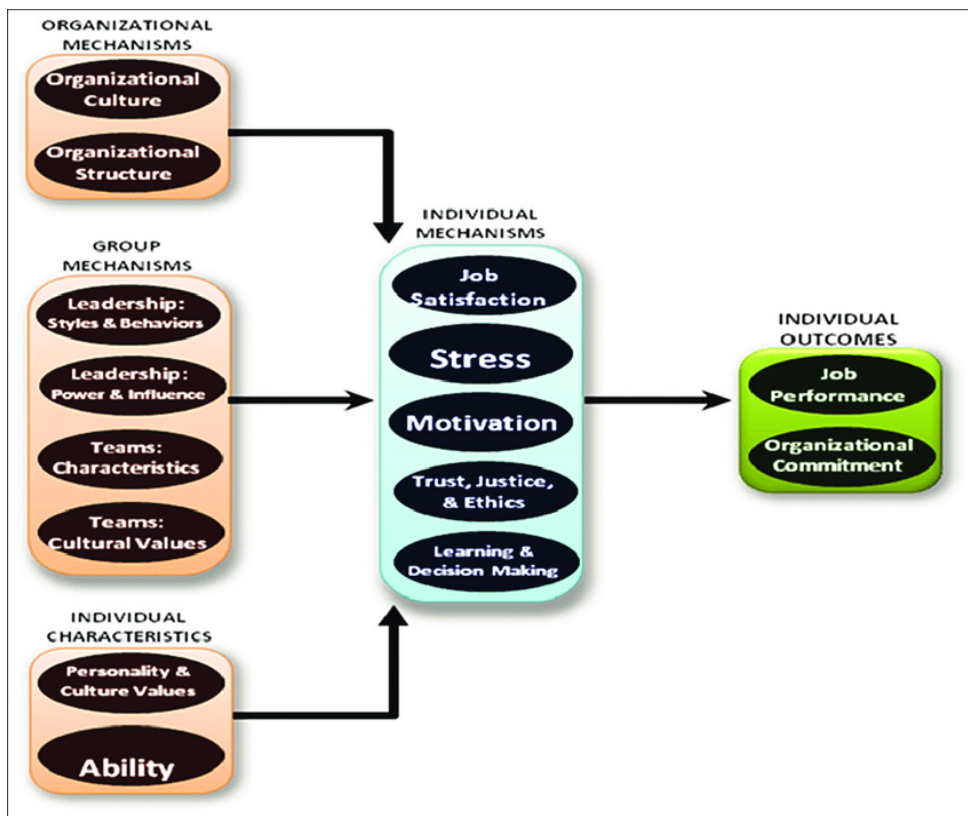 ORGANIZATIONAL
MECHANISMS
Organizational
Culture
Organizational
Structure
GROUP
MECHANISMS
Leadership:
Styles & Behaviors
Leadership:
Power & Influence
Teams:
Characteristics
Teams:
Cultural Values
INDIVIDUAL
CHARACTERISTICS
Personality &
Culture Values
Ability
INDIVIDUAL
MECHANISMS
Job
Satisfaction
Stress
Motivation
Trust, Justice,
& Ethics
Learning &
Decision Making
INDIVIDUAL
OUTCOMES
Job
Performance
Organizational
Commitment